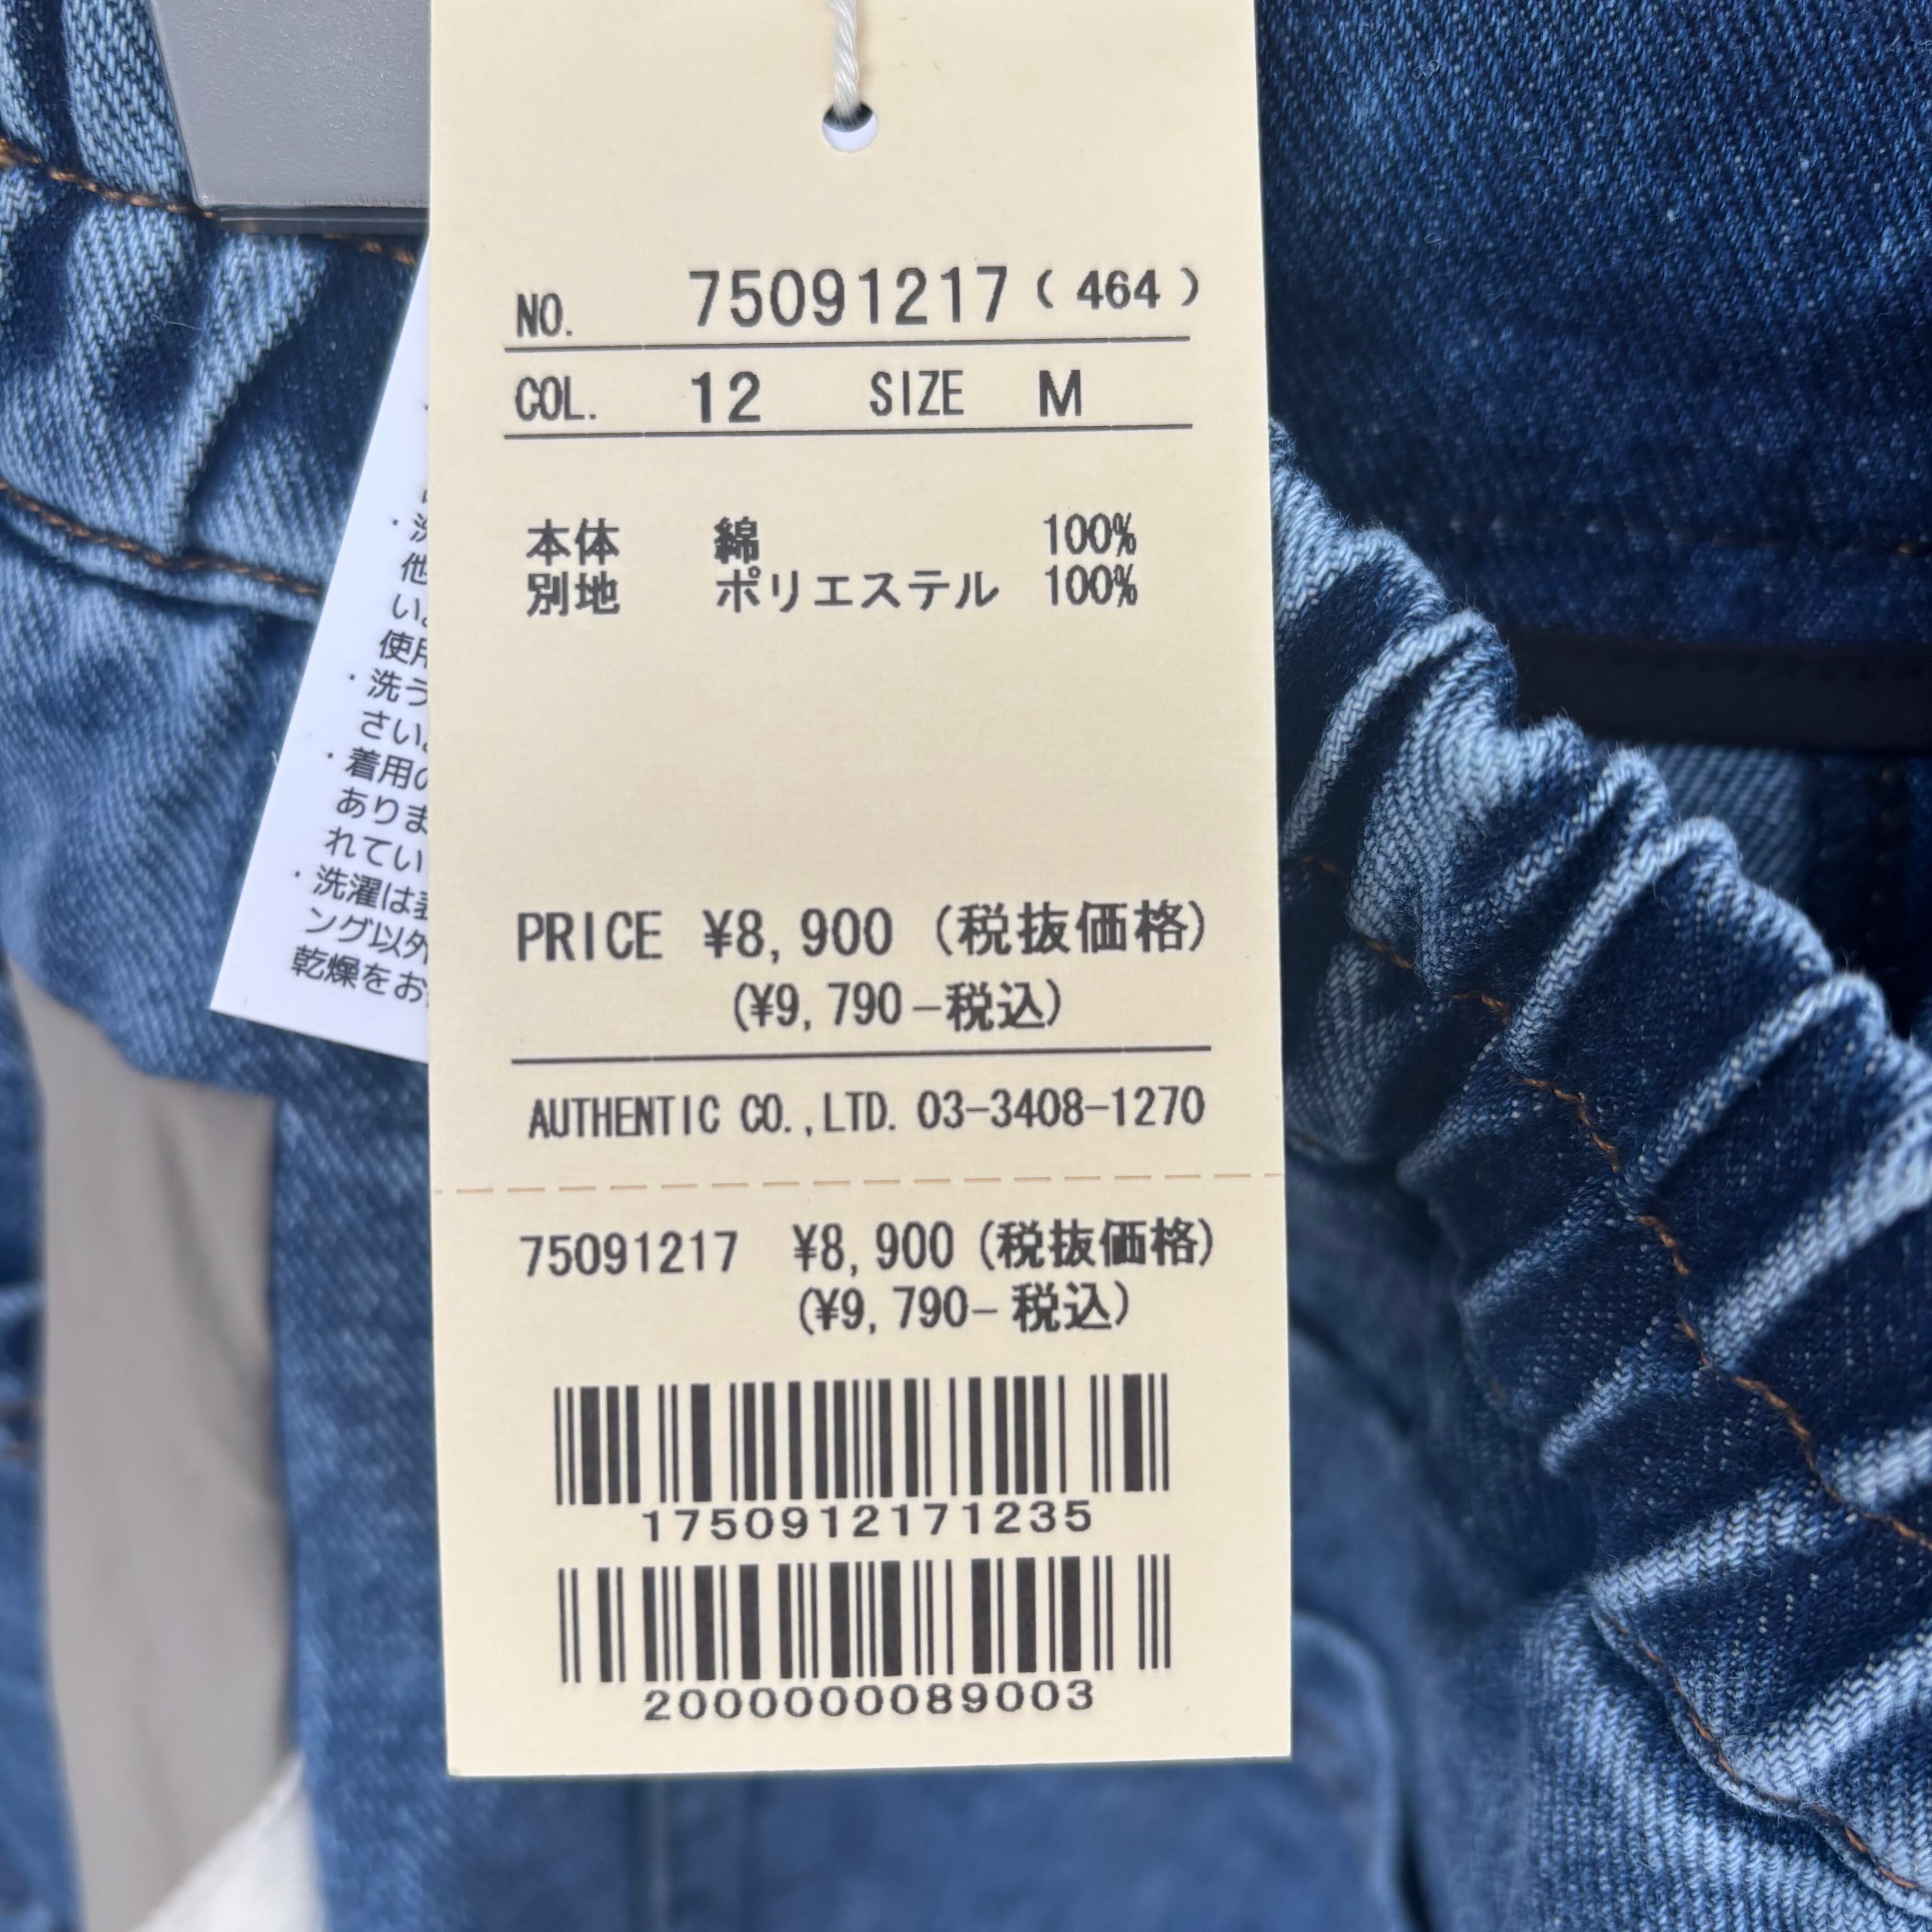 NO. 75091217 ( 464 )
COL. 12 SIZE M
本体 綿 100%
別地 ポリエステル 100%
PRICE ¥8,900 (税抜価格)
(¥9,790-税込)
AUTHENTIC CO.,LTD. 03-3408-1270
75091217 ¥8,900 (税抜価格)
(¥9,790- 税込)
1750912171235
2000000089003
他
使用
・洗う
さい
・着用の
ありま
れてい
・洗濯は表
ング以外
乾燥をお